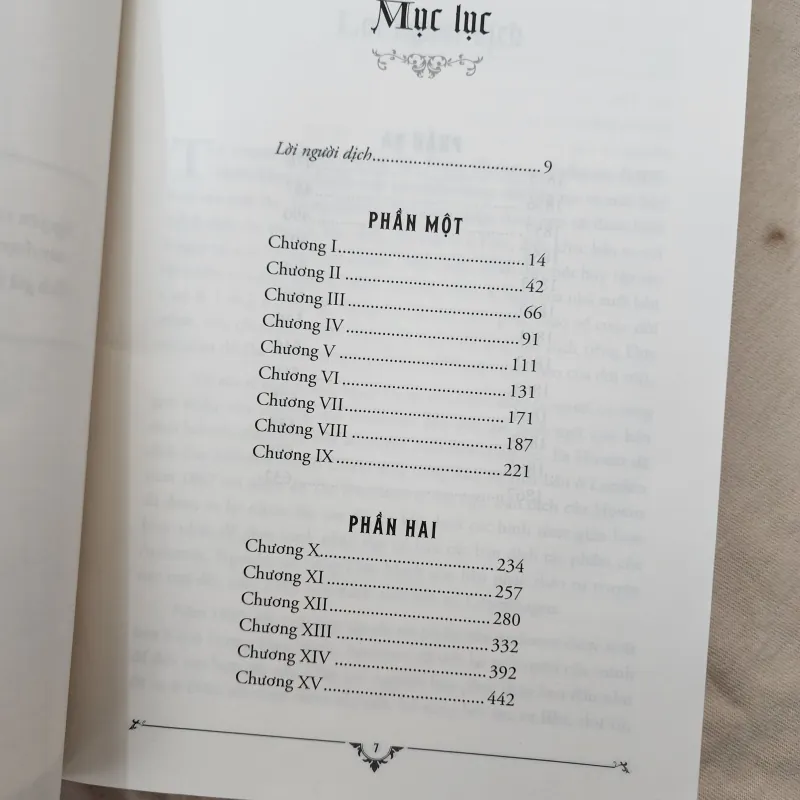 Mục lục
Lời người dịch.....................................9
PHẦN MỘT
Chương I.....................................14
Chương II.....................................42
Chương III.....................................66
Chương IV.....................................91
Chương V.....................................111
Chương VI.....................................131
Chương VII.....................................171
Chương VIII.....................................187
Chương IX.....................................221
PHẦN HAI
Chương X.....................................234
Chương XI.....................................257
Chương XII.....................................280
Chương XIII.....................................332
Chương XIV.....................................392
Chương XV.....................................442
7